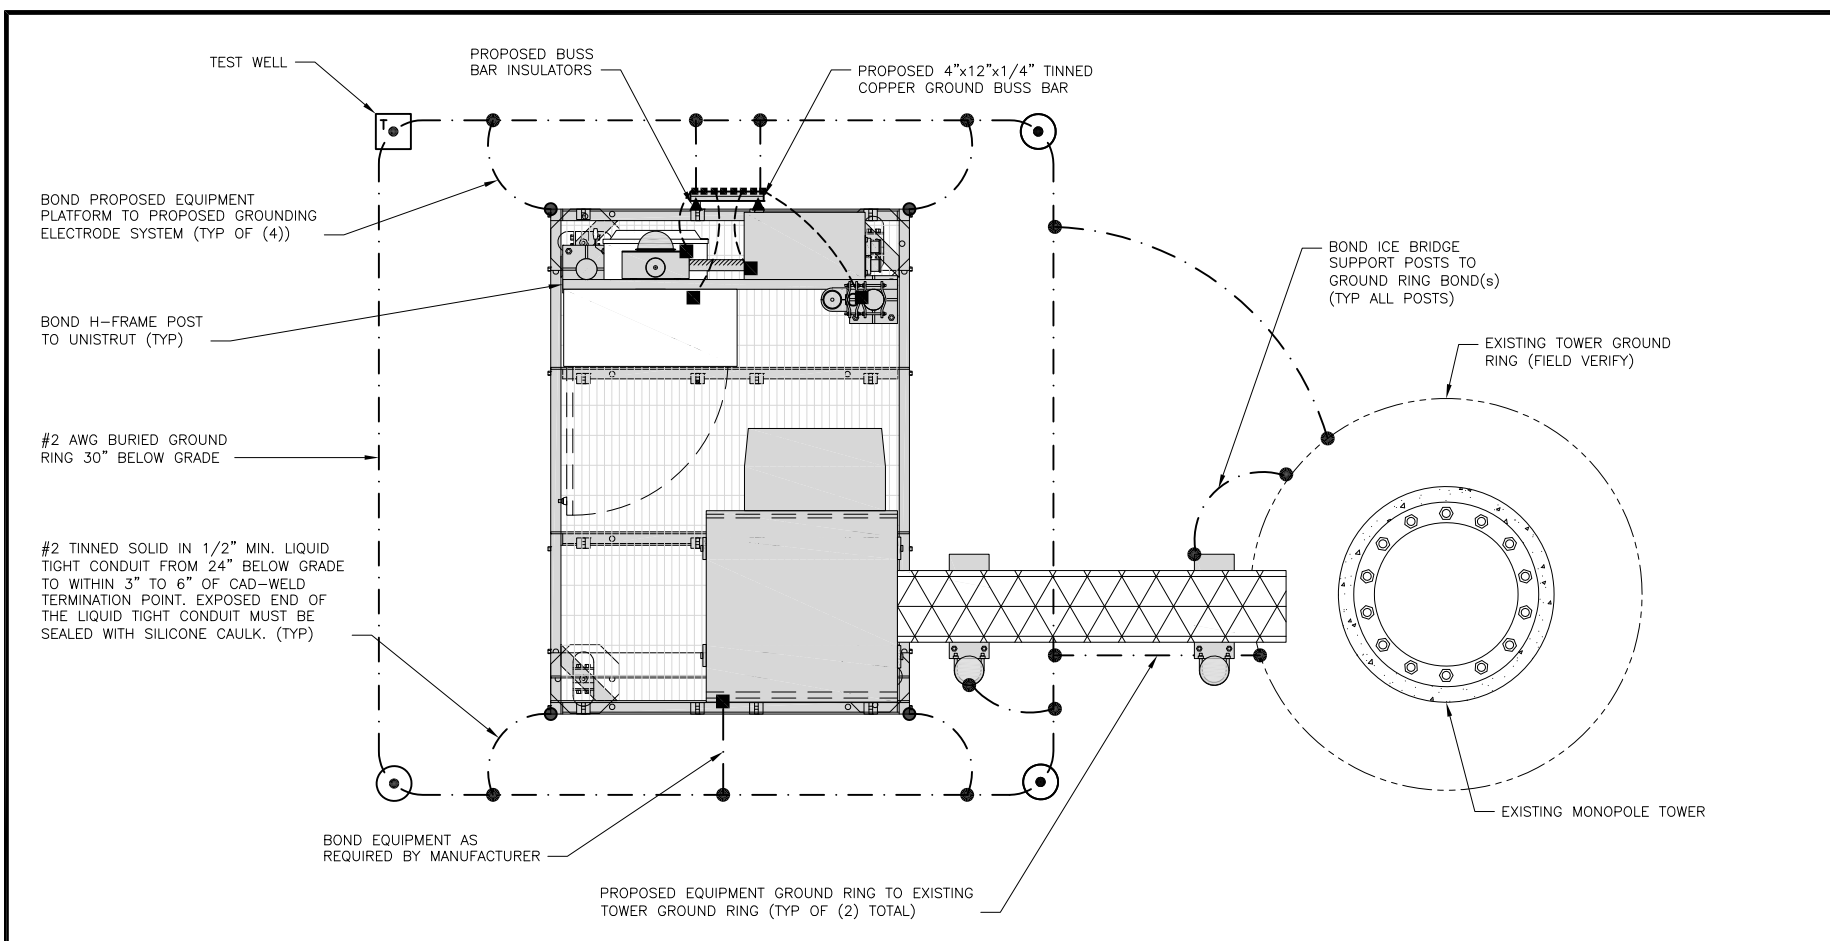 TEST WELL
PROPOSED BUSS
BAR INSULATORS
PROPOSED 4"x12"x1/4" TINNED
COPPER GROUND BUSS BAR
T
BOND PROPOSED EQUIPMENT
PLATFORM TO PROPOSED GROUNDING
ELECTRODE SYSTEM (TYP OF (4))
BOND ICE BRIDGE
SUPPORT POSTS TO
GROUND RING BOND(s)
(TYP ALL POSTS)
BOND H-FRAME POST
TO UNISTRUT (TYP)
EXISTING TOWER GROUND
RING (FIELD VERIFY)
#2 AWG BURIED GROUND
RING 30" BELOW GRADE
#2 TINNED SOLID IN 1/2" MIN. LIQUID
TIGHT CONDUIT FROM 24" BELOW GRADE
TO WITHIN 3" TO 6" OF CAD-WELD
TERMINATION POINT. EXPOSED END OF
THE LIQUID TIGHT CONDUIT MUST BE
SEALED WITH SILICONE CAULK. (TYP)
EXISTING MONOPOLE TOWER
BOND EQUIPMENT AS
REQUIRED BY MANUFACTURER
PROPOSED EQUIPMENT GROUND RING TO EXISTING
TOWER GROUND RING (TYP OF (2) TOTAL)